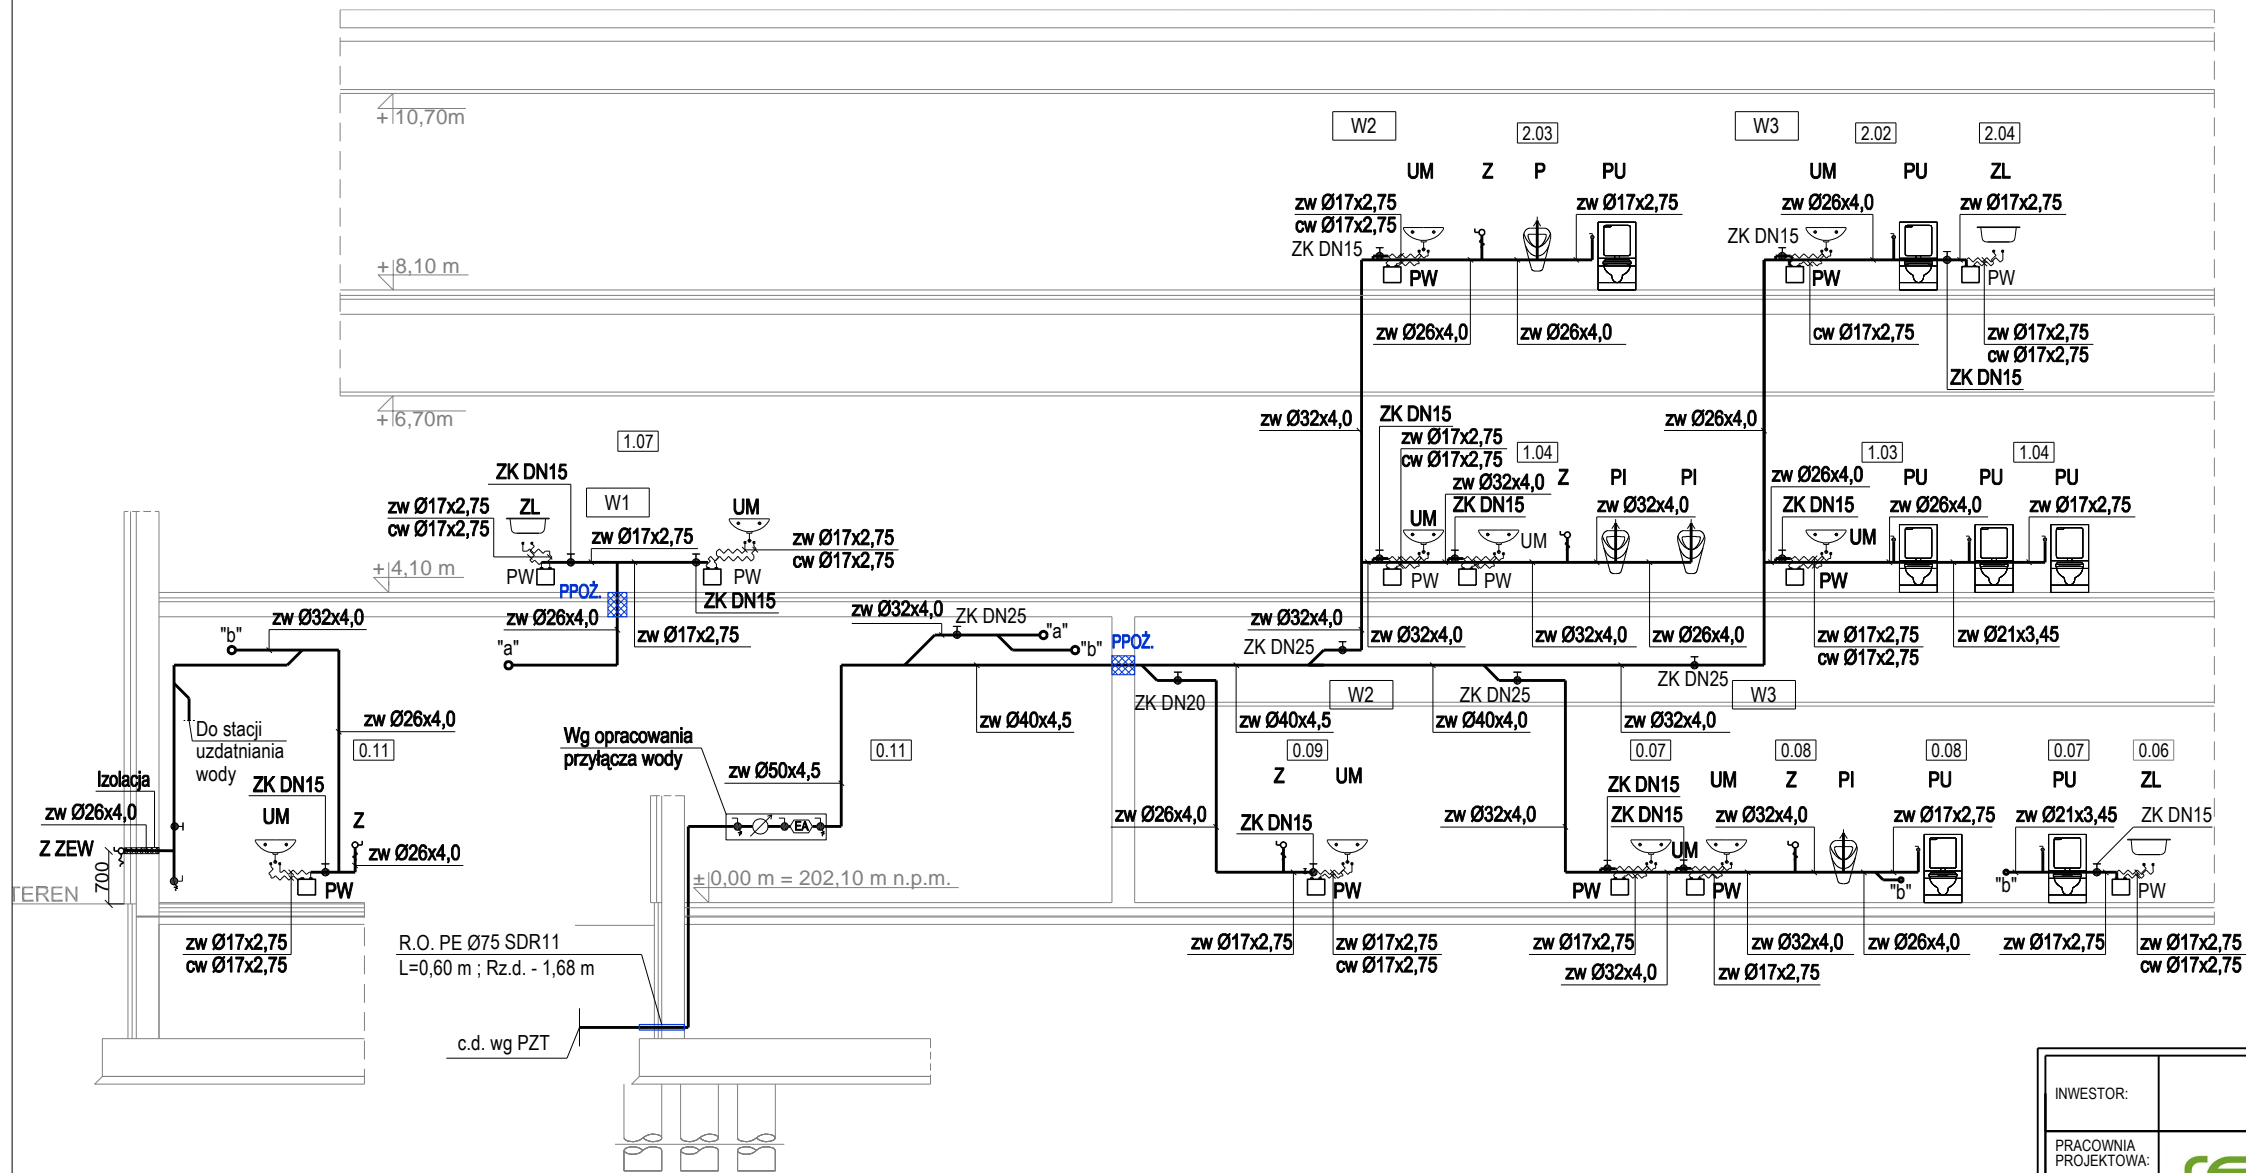 +10,70m
+8,10 m
+6,70m
+4,10 m
W2
2.03
W3
2.02
2.04
UM
Z
P
PU
UM
PU
ZL
zw Ø17x2,75
cw Ø17x2,75
zw Ø17x2,75
zw Ø26x4,0
zw Ø17x2,75
ZK DN15
ZK DN15
PW
PW
PW
zw Ø26x4,0
zw Ø26x4,0
cw Ø17x2,75
zw Ø17x2,75
cw Ø17x2,75
ZK DN15
zw Ø32x4,0
zw Ø26x4,0
ZK DN15
zw Ø17x2,75
cw Ø17x2,75
1.04
zw Ø32x4,0
Z
PI
PI
ZK DN15
zw Ø32x4,0
UM
UM
PW
PW
1.03
1.04
zw Ø26x4,0
PU
PU
PU
ZK DN15
zw Ø26x4,0
zw Ø17x2,75
UM
PW
1.07
ZK DN15
W1
zw Ø17x2,75
cw Ø17x2,75
ZL
UM
zw Ø17x2,75
zw Ø17x2,75
cw Ø17x2,75
PW
PW
PPOŻ.
ZK DN15
zw Ø26x4,0
zw Ø17x2,75
"a"
"b"
zw Ø32x4,0
zw Ø32x4,0
ZK DN25
"a"
"b"
PPOŻ.
zw Ø32x4,0
zw Ø32x4,0
zw Ø32x4,0
zw Ø26x4,0
zw Ø17x2,75
cw Ø17x2,75
zw Ø21x3,45
ZK DN25
ZK DN20
W2
ZK DN25
ZK DN25
W3
zw Ø40x4,5
zw Ø40x4,5
zw Ø40x4,0
zw Ø32x4,0
Do stacji
uzdatniania
wody
zw Ø26x4,0
0.11
Izolacja
zw Ø26x4,0
Z ZEW
700
TEREN
ZK DN15
UM
Z
zw Ø26x4,0
PW
zw Ø17x2,75
cw Ø17x2,75
Wg opracowania
przyłącza wody
zw Ø50x4,5
0.11
EA
±0,00 m = 202,10 m n.p.m.
R.O. PE Ø75 SDR11
L=0,60 m ; Rz.d. - 1,68 m
c.d. wg PZT
0.09
Z
UM
zw Ø26x4,0
ZK DN15
PW
zw Ø17x2,75
zw Ø17x2,75
cw Ø17x2,75
zw Ø32x4,0
0.07
0.08
0.08
0.07
0.06
UM
Z
PI
PU
PU
ZL
ZK DN15
ZK DN15
zw Ø32x4,0
zw Ø17x2,75
zw Ø21x3,45
ZK DN15
UM
PW
PW
"b"
"b"
PW
zw Ø17x2,75
zw Ø32x4,0
zw Ø32x4,0
zw Ø17x2,75
zw Ø26x4,0
zw Ø17x2,75
zw Ø17x2,75
cw Ø17x2,75
INWESTOR:
PRACOWNIA
PROJEKTOWA: